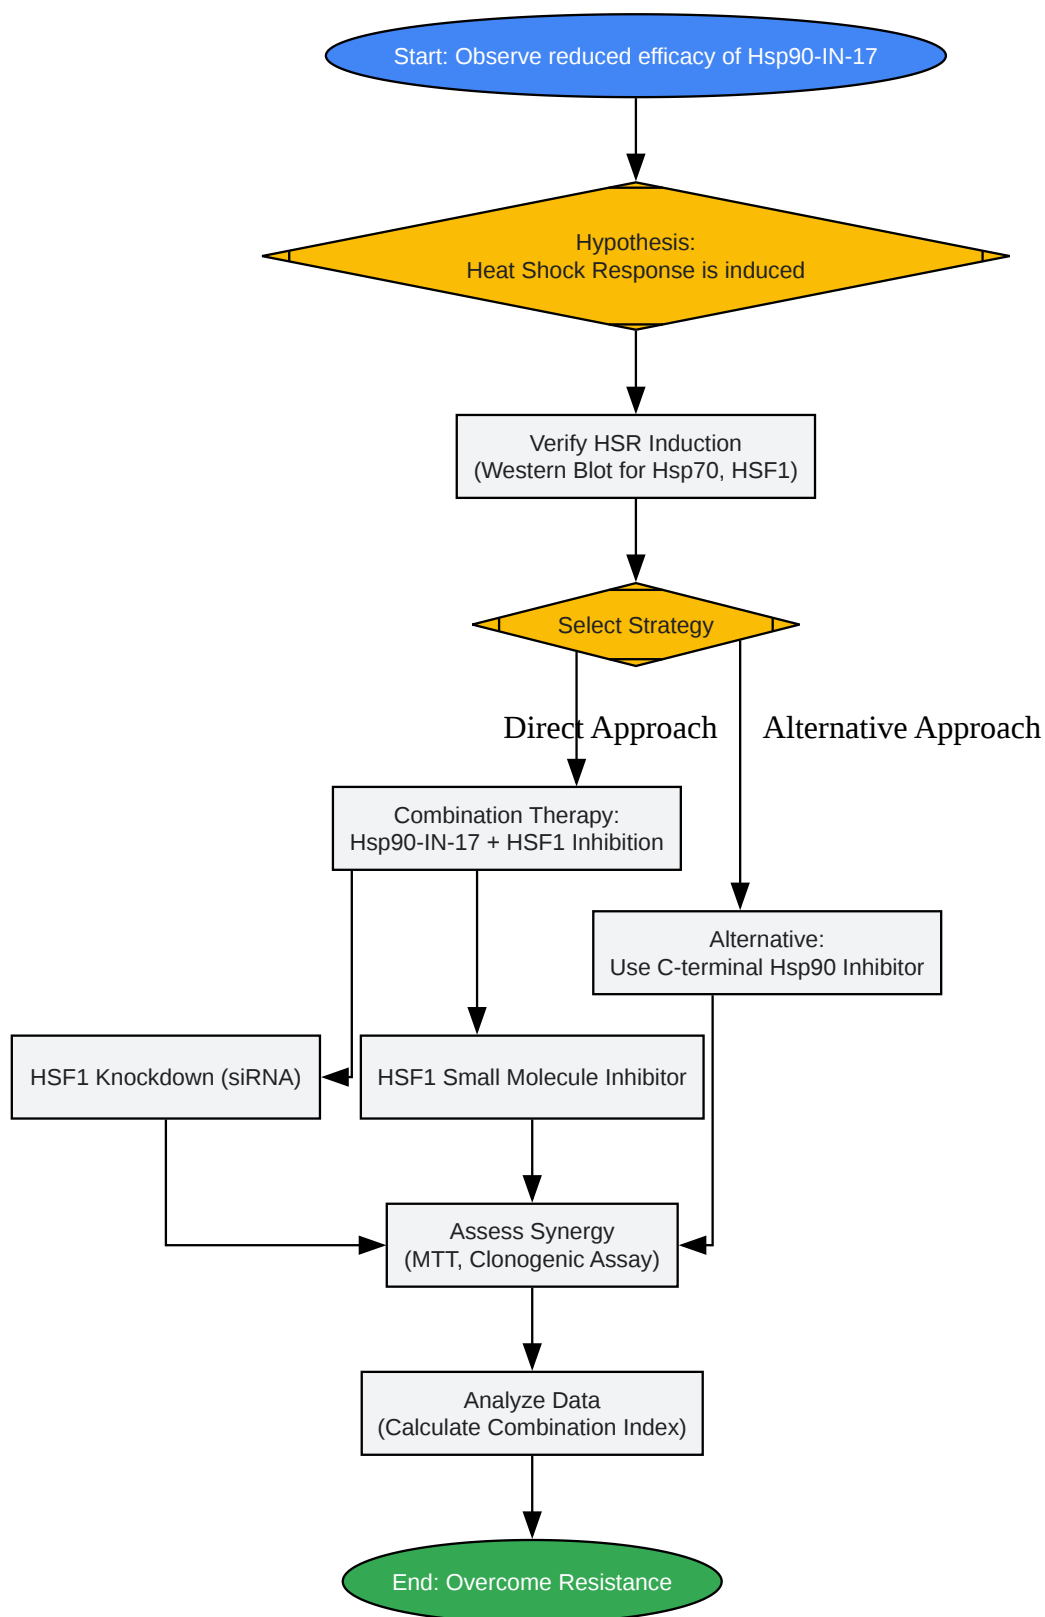 Start: Observe reduced efficacy of Hsp90-IN-17
Hypothesis:
Heat Shock Response is induced
Verify HSR Induction
(Western Blot for Hsp70, HSF1)
Select Strategy
Direct Approach
Alternative Approach
Combination Therapy:
Hsp90-IN-17 + HSF1 Inhibition
Alternative:
Use C-terminal Hsp90 Inhibitor
HSF1 Knockdown (siRNA)
HSF1 Small Molecule Inhibitor
Assess Synergy
(MTT, Clonogenic Assay)
Analyze Data
(Calculate Combination Index)
End: Overcome Resistance